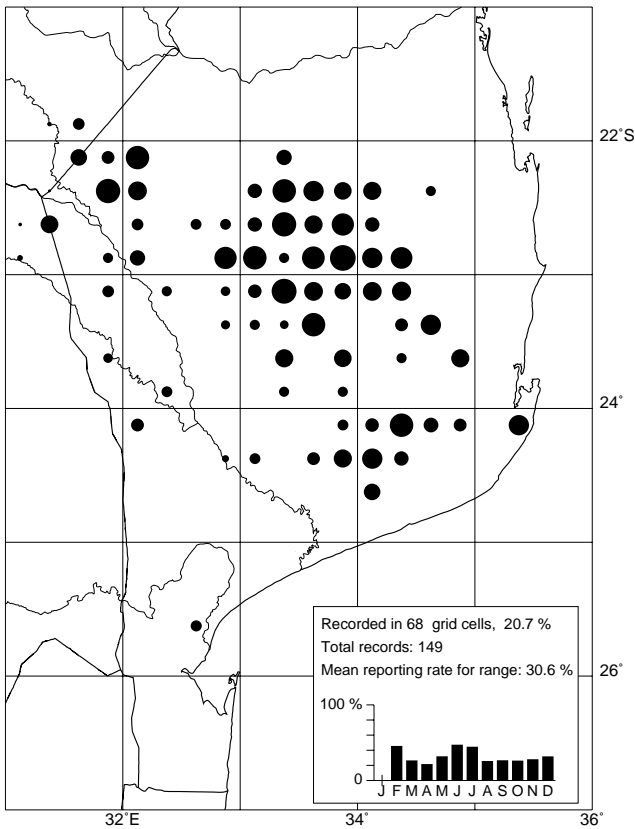 22°S
24°
Recorded in 68 grid cells, 20.7 %
Total records: 149
Mean reporting rate for range: 30.6 %
26°
100 %
0
J F M A M J J A S O N D
32°E
34°
36°